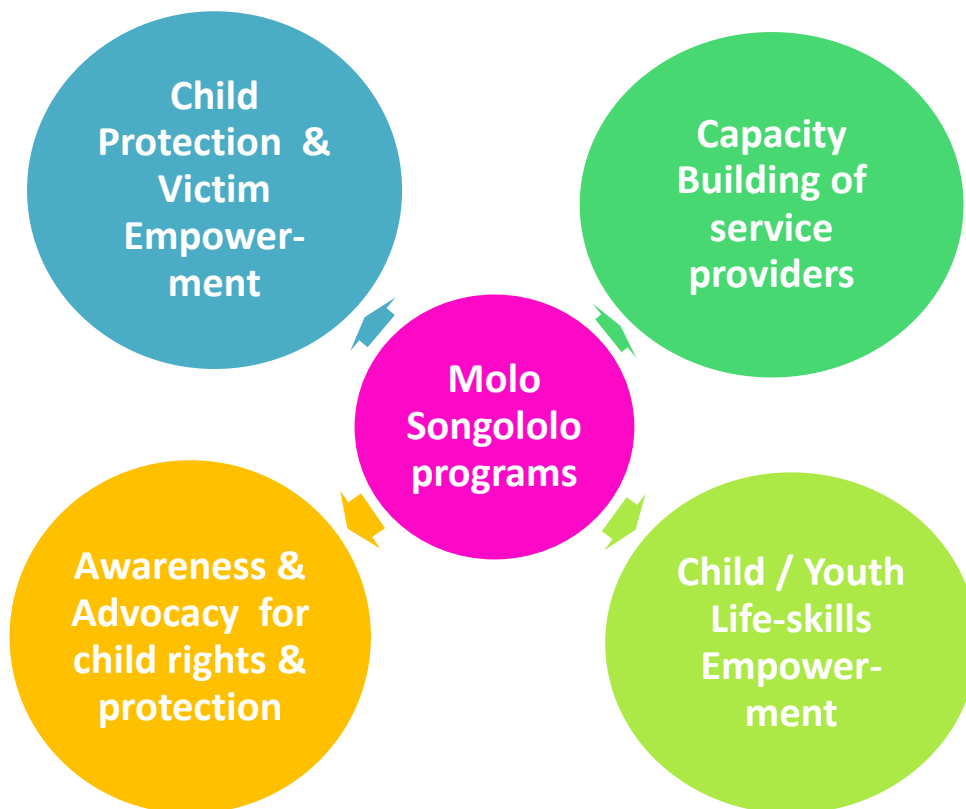 Child
Protection & 
Victim
Empower-
ment
Capacity
Building of
service
providers
Molo
Songololo
programs
Awareness &
Advocacy for
child rights &
protection
Child / Youth
Life-skills
Empower-
ment